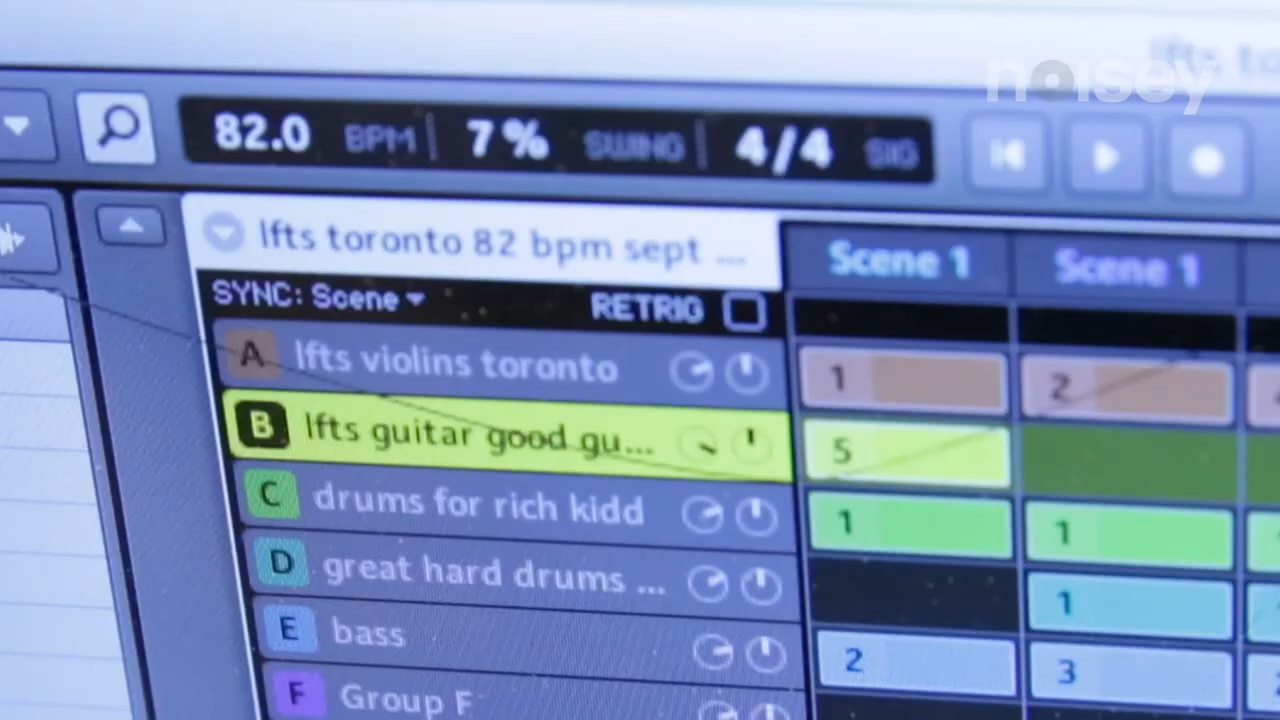 lfts to
noisey
82.0 BPM 7% SWING 4/4 SIG
lfts toronto 82 bpm sept ...
Scene 1 Scene 1
SYNC: Scene RETRIG
A lfts violins toronto 1 2
B lfts guitar good gu... 5
C drums for rich kidd 1 1
D great hard drums ... 1
E bass 2 3
F Group F